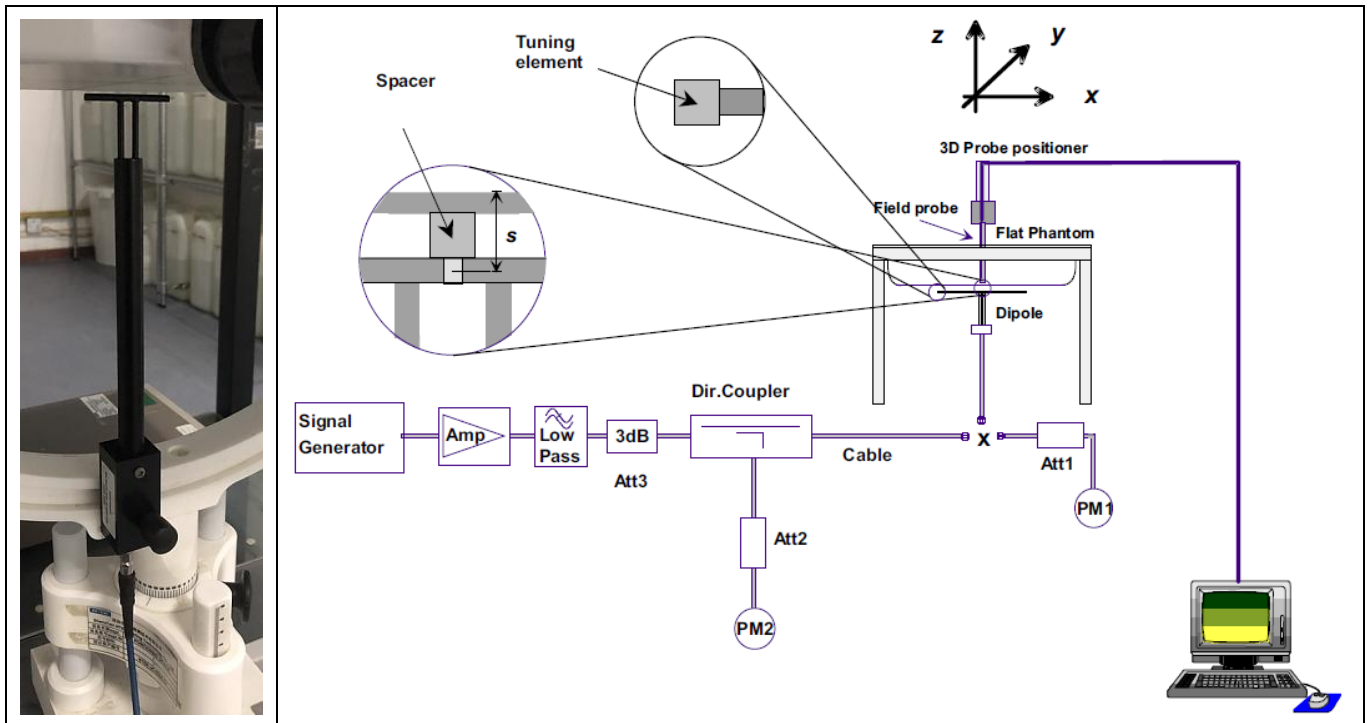 Tuning
element
Spacer
s
z
y
x
3D Probe positioner
Field probe
Flat Phantom
Dipole
Dir.Coupler
Signal
Generator
Amp
Low
Pass
3dB
Att3
Cable
x
Att1
PM1
Att2
PM2